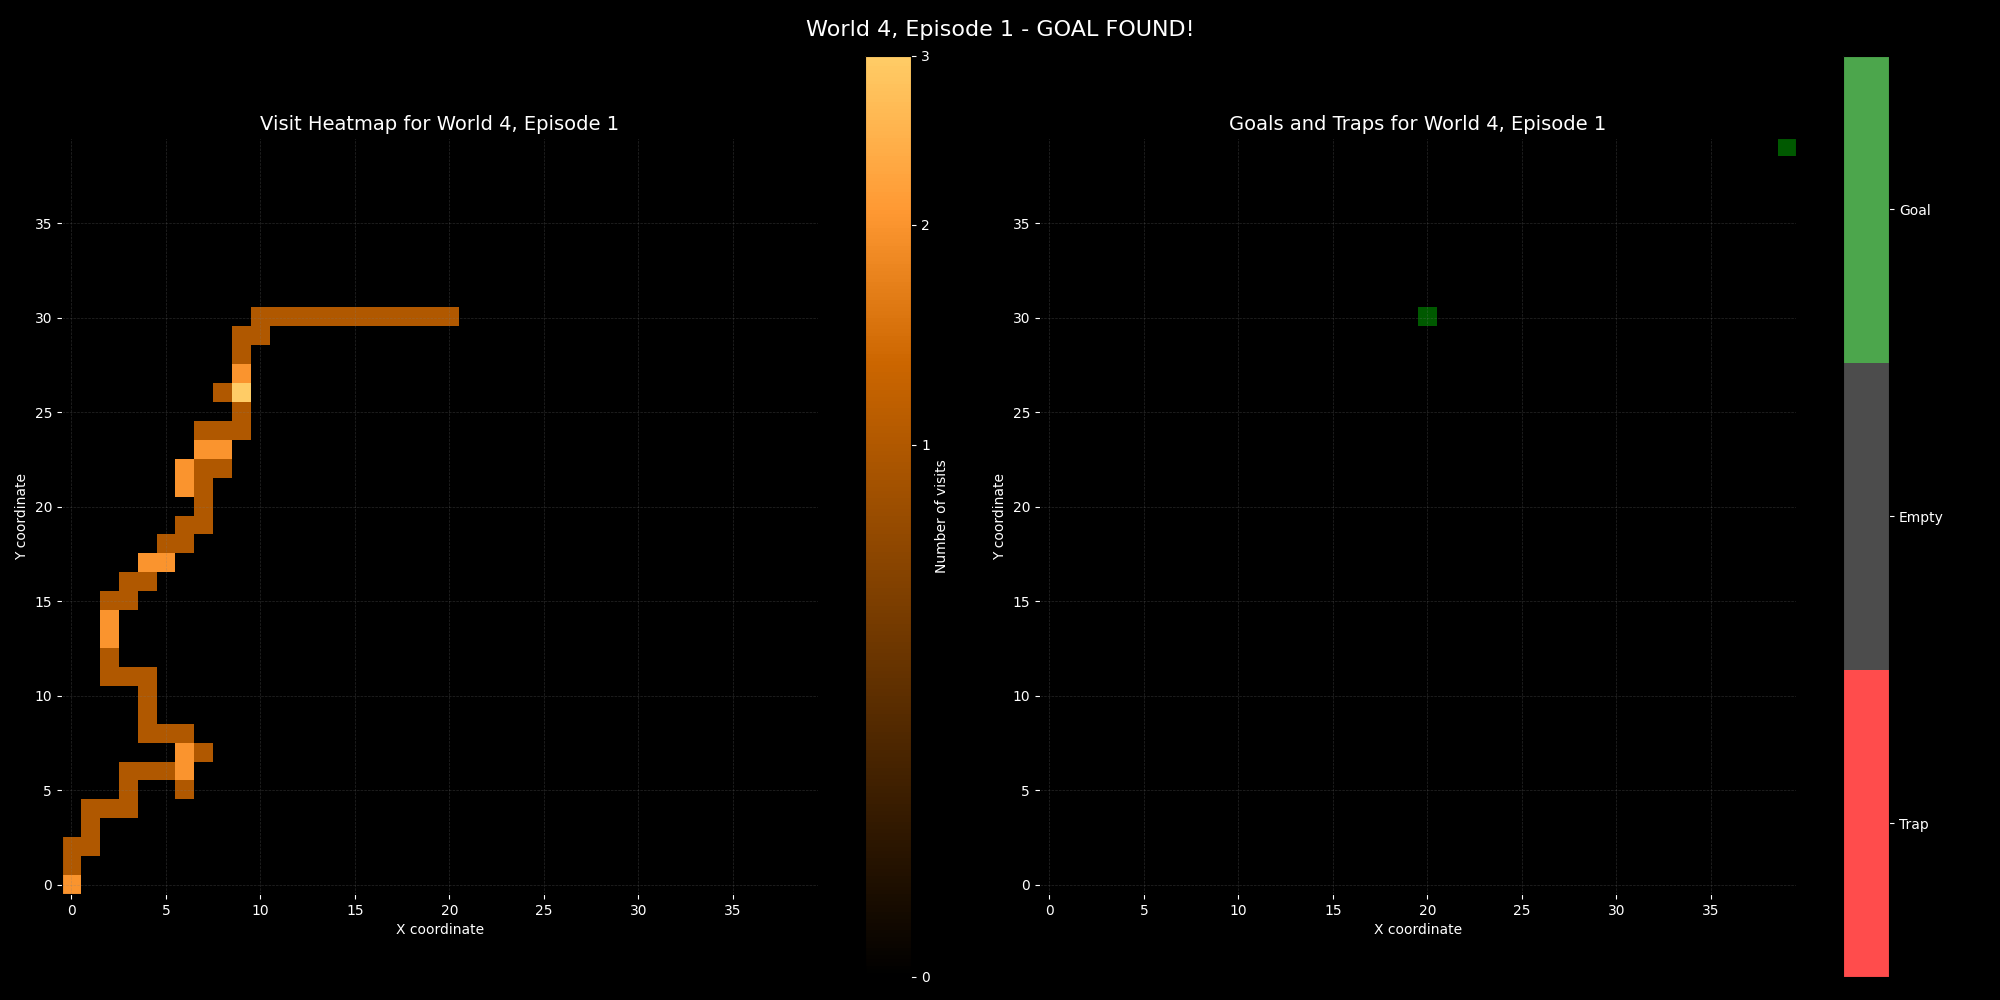 World 4, Episode 1 - GOAL FOUND!
Visit Heatmap for World 4, Episode 1
Y coordinate
35
30
25
20
15
10
5
0
0 5 10 15 20 25 30 35
X coordinate
3
2
1
0
Number of visits
Goals and Traps for World 4, Episode 1
Y coordinate
35
30
25
20
15
10
5
0
0 5 10 15 20 25 30 35
X coordinate
Goal
Empty
Trap